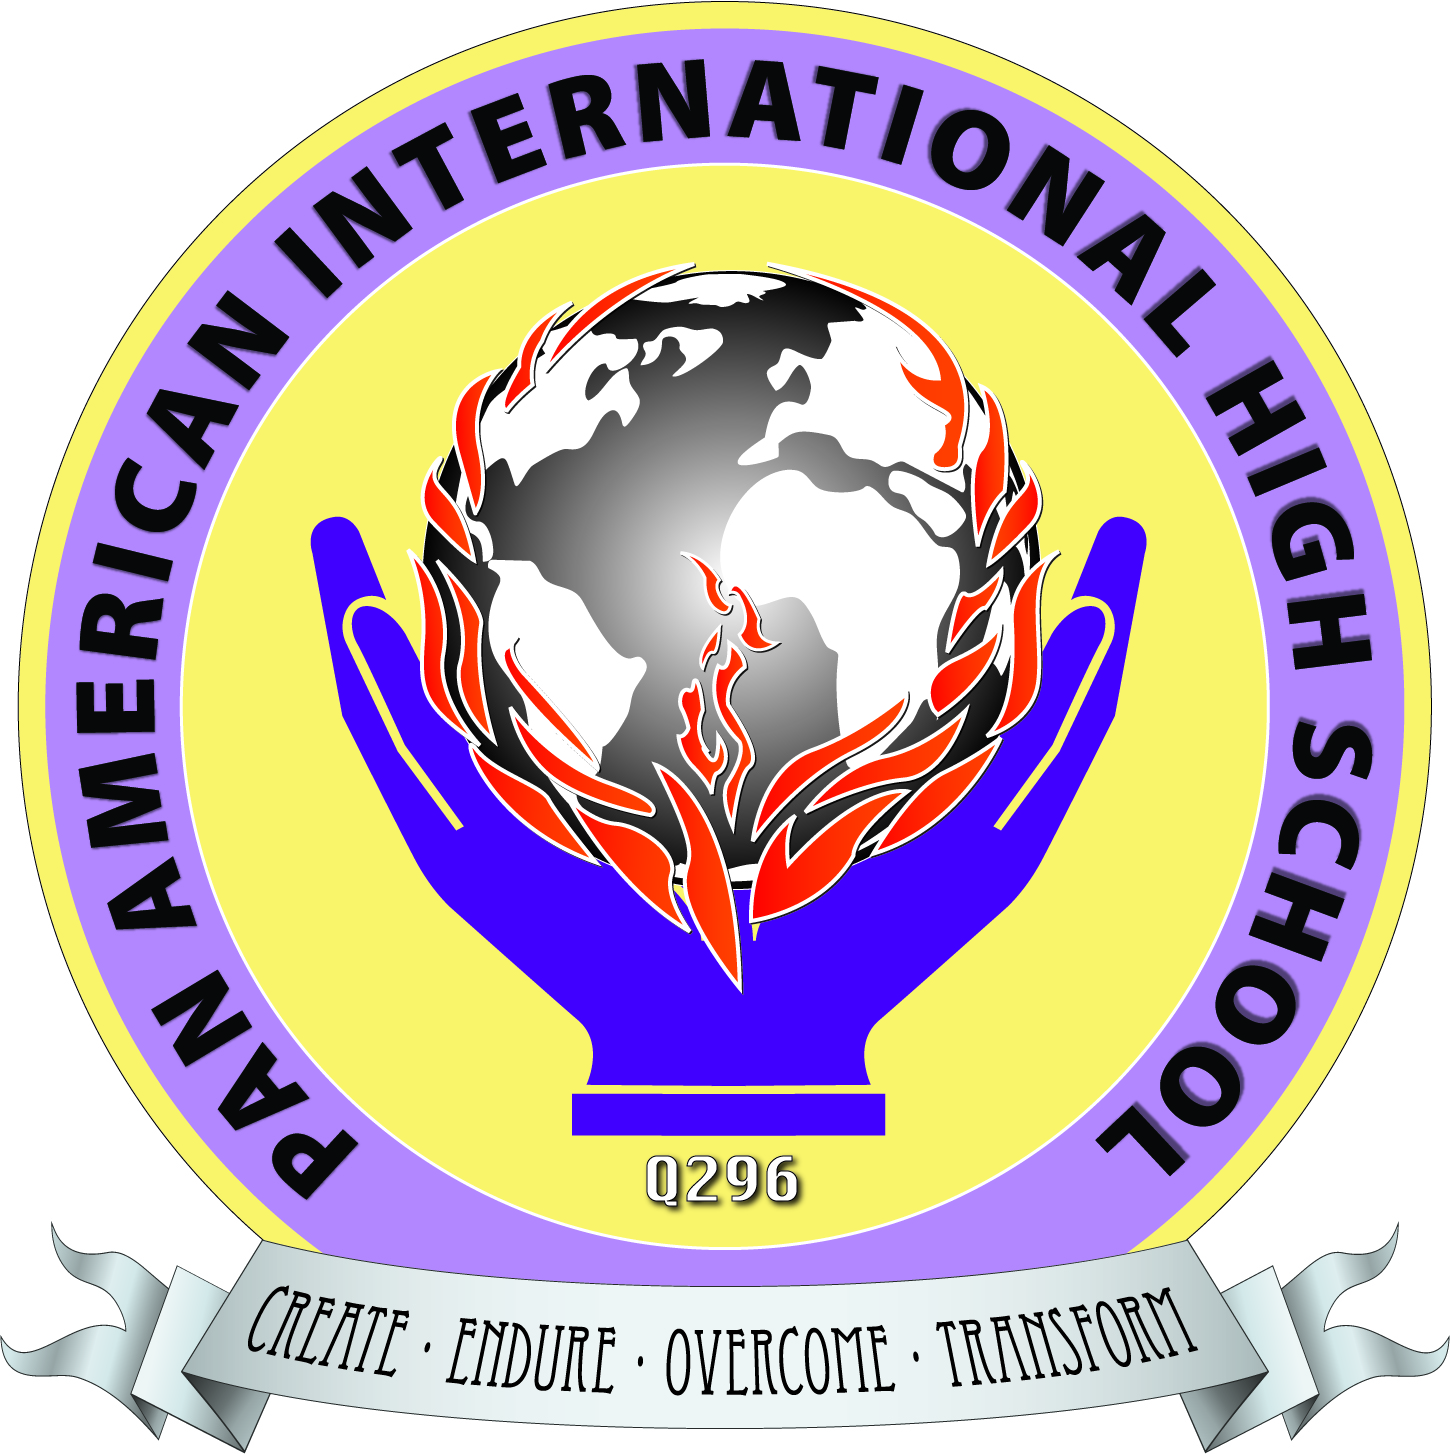 PAN AMERICAN INTERNATIONAL HIGH SCHOOL
Q296
CREATE · ENDURE · OVERCOME · TRANSFORM